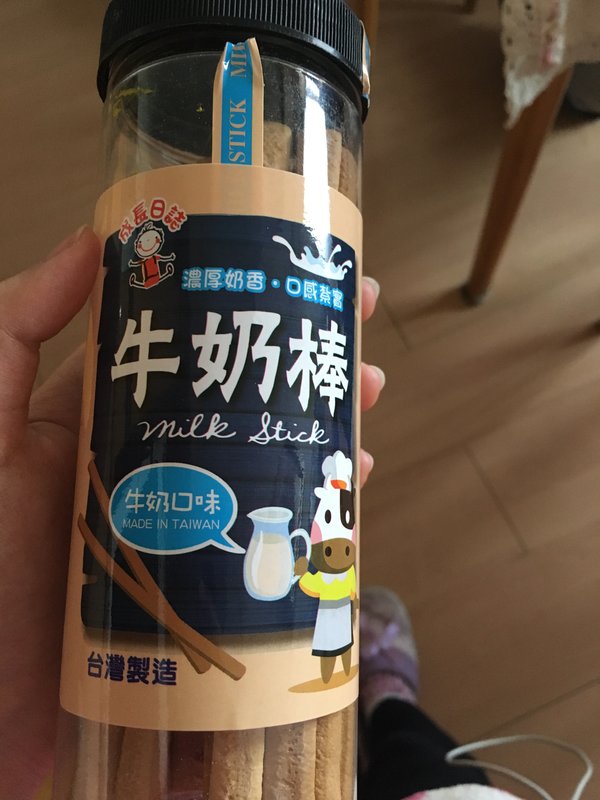 STICK MI
成長日誌
濃厚奶香・口感紮實
牛奶棒
Milk Stick
牛奶口味
MADE IN TAIWAN
台灣製造